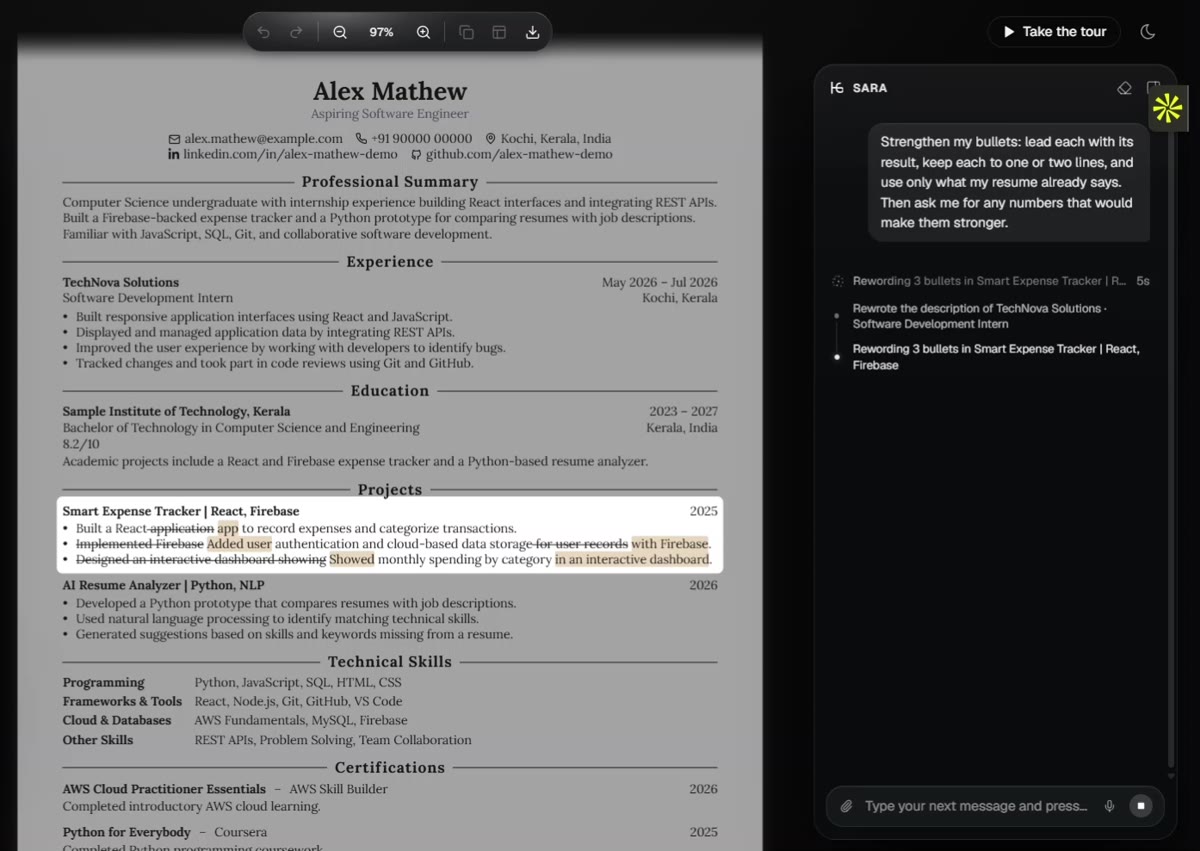 97%
Take the tour
Alex Mathew
Aspiring Software Engineer
alex.mathew@example.com +91 90000 00000 Kochi, Kerala, India
linkedin.com/in/alex-mathew-demo github.com/alex-mathew-demo
Professional Summary
Computer Science undergraduate with internship experience building React interfaces and integrating REST APIs.
Built a Firebase-backed expense tracker and a Python prototype for comparing resumes with job descriptions.
Familiar with JavaScript, SQL, Git, and collaborative software development.
Experience
TechNova Solutions May 2026 – Jul 2026
Software Development Intern Kochi, Kerala
• Built responsive application interfaces using React and JavaScript.
• Displayed and managed application data by integrating REST APIs.
• Improved the user experience by working with developers to identify bugs.
• Tracked changes and took part in code reviews using Git and GitHub.
Education
Sample Institute of Technology, Kerala 2023 – 2027
Bachelor of Technology in Computer Science and Engineering Kerala, India
8.2/10
Academic projects include a React and Firebase expense tracker and a Python-based resume analyzer.
Projects
Smart Expense Tracker | React, Firebase 2025
• Built a React application app to record expenses and categorize transactions.
• Implemented Firebase Added user authentication and cloud-based data storage for user records with Firebase.
• Designed an interactive dashboard showing Showed monthly spending by category in an interactive dashboard.
AI Resume Analyzer | Python, NLP 2026
• Developed a Python prototype that compares resumes with job descriptions.
• Used natural language processing to identify matching technical skills.
• Generated suggestions based on skills and keywords missing from a resume.
Technical Skills
Programming Python, JavaScript, SQL, HTML, CSS
Frameworks & Tools React, Node.js, Git, GitHub, VS Code
Cloud & Databases AWS Fundamentals, MySQL, Firebase
Other Skills REST APIs, Problem Solving, Team Collaboration
Certifications
AWS Cloud Practitioner Essentials – AWS Skill Builder 2026
Completed introductory AWS cloud learning.
Python for Everybody – Coursera 2025
Completed Python programming coursework.
SARA
Strengthen my bullets: lead each with its
result, keep each to one or two lines, and
use only what my resume already says.
Then ask me for any numbers that would
make them stronger.
Rewording 3 bullets in Smart Expense Tracker | R... 5s
Rewrote the description of TechNova Solutions ·
Software Development Intern
Rewording 3 bullets in Smart Expense Tracker | React,
Firebase
Type your next message and press...